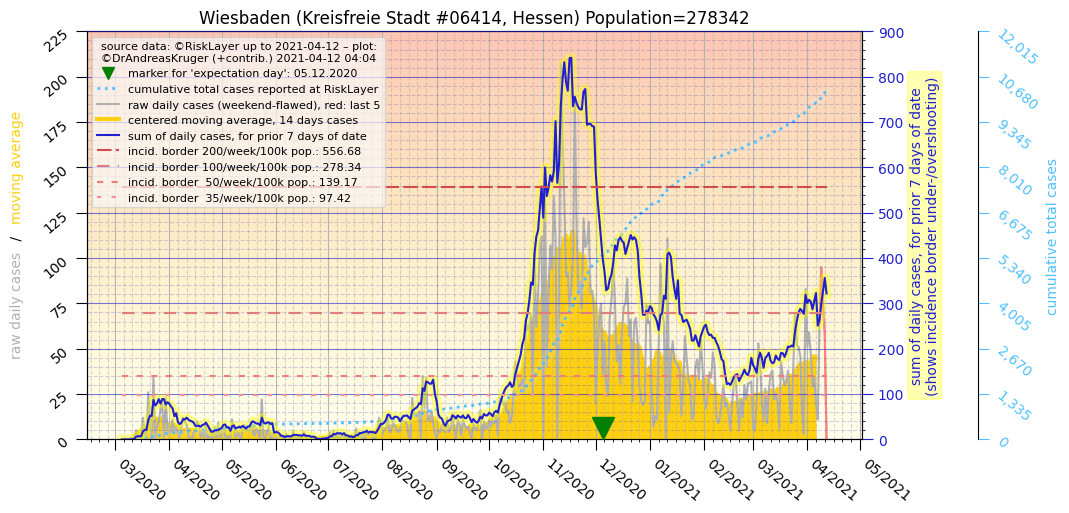 Wiesbaden (Kreisfreie Stadt #06414, Hessen) Population=278342
source data: ©RiskLayer up to 2021-04-12 – plot:
©DrAndreasKruger (+contrib.) 2021-04-12 04:04
marker for 'expectation day': 05.12.2020
cumulative total cases reported at RiskLayer
raw daily cases (weekend-flawed), red: last 5
centered moving average, 14 days cases
sum of daily cases, for prior 7 days of date
incid. border 200/week/100k pop.: 556.68
incid. border 100/week/100k pop.: 278.34
incid. border  50/week/100k pop.: 139.17
incid. border  35/week/100k pop.: 97.42
raw daily cases  /  moving average
225
200
175
150
125
100
75
50
25
0
03/2020
04/2020
05/2020
06/2020
07/2020
08/2020
09/2020
10/2020
11/2020
12/2020
01/2021
02/2021
03/2021
04/2021
05/2021
900
800
700
600
500
400
300
200
100
0
sum of daily cases, for prior 7 days of date
(shows incidence border under-/overshooting)
12,015
10,680
9,345
8,010
6,675
5,340
4,005
2,670
1,335
0
cumulative total cases